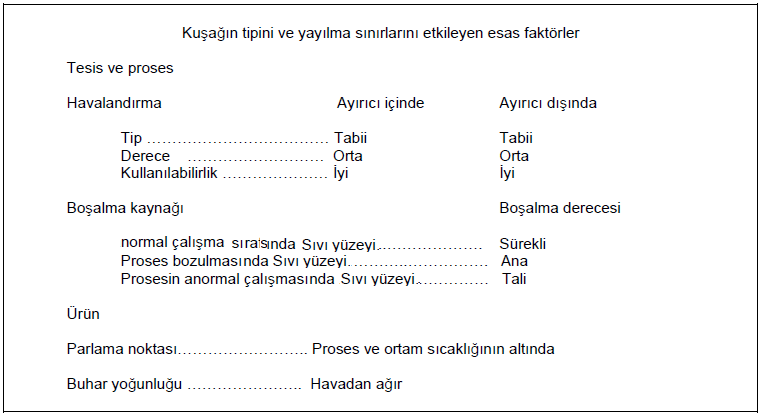 Kuşağın tipini ve yayılma sınırlarını etkileyen esas faktörler
Tesis ve proses
Havalandırma Ayırıcı içinde Ayırıcı dışında
Tip ………………………………. Tabii Tabii
Derece ………………………. Orta Orta
Kullanılabilirlik ………………… İyi İyi
Boşalma kaynağı Boşalma derecesi
normal çalışma sırasında Sıvı yüzeyi………………… Sürekli
Proses bozulmasında Sıvı yüzeyi……………………… Ana
Prosesin anormal çalışmasında Sıvı yüzeyi…………… Tali
Ürün
Parlama noktası…………………….. Proses ve ortam sıcaklığının altında
Buhar yoğunluğu ………………….. Havadan ağır